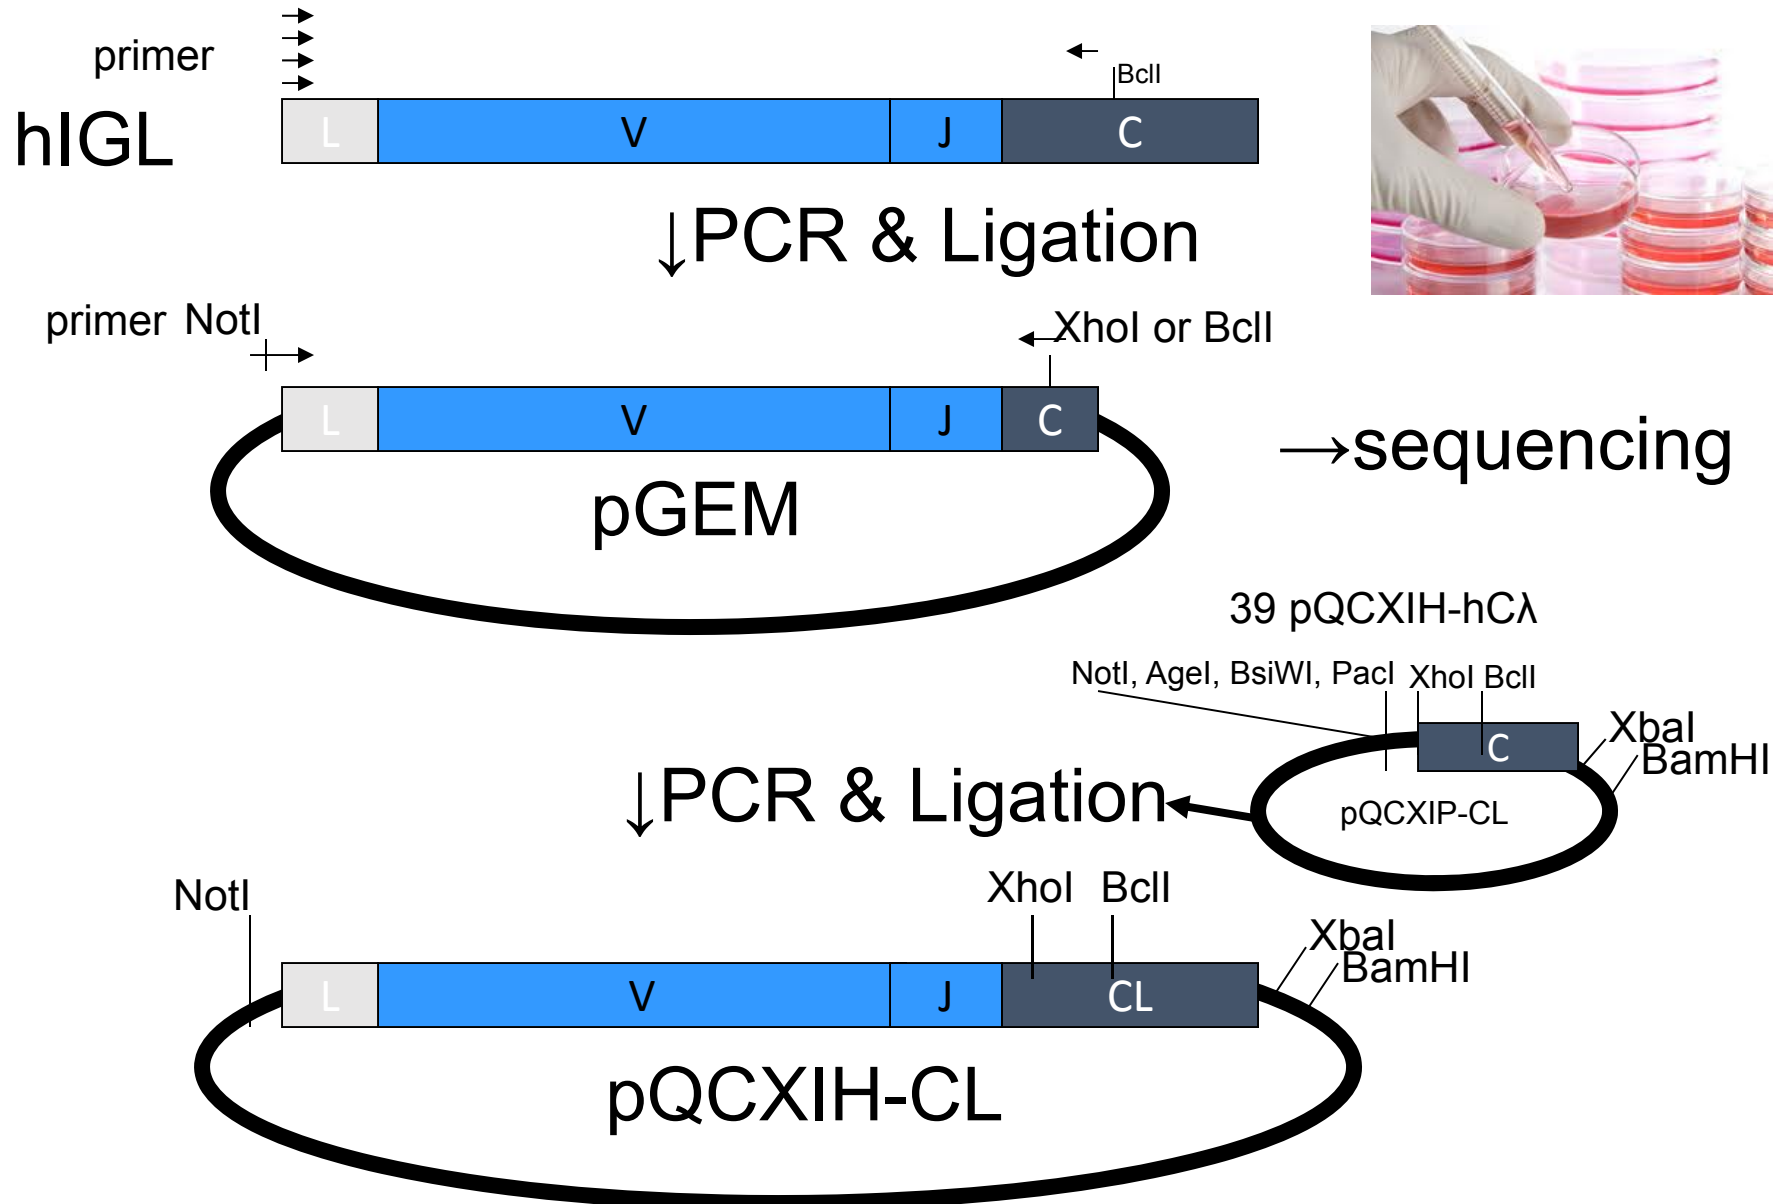 primer
BclI
hIGL
L V J C
↓PCR & Ligation
primer NotI
XhoI or BclI
L V J C
→sequencing
pGEM
39 pQCXIH-hCλ
NotI, AgeI, BsiWI, PacI XhoI BclI
C
XbaI
BamHI
↓PCR & Ligation
pQCXIP-CL
NotI
XhoI BclI
XbaI
BamHI
L V J CL
pQCXIH-CL